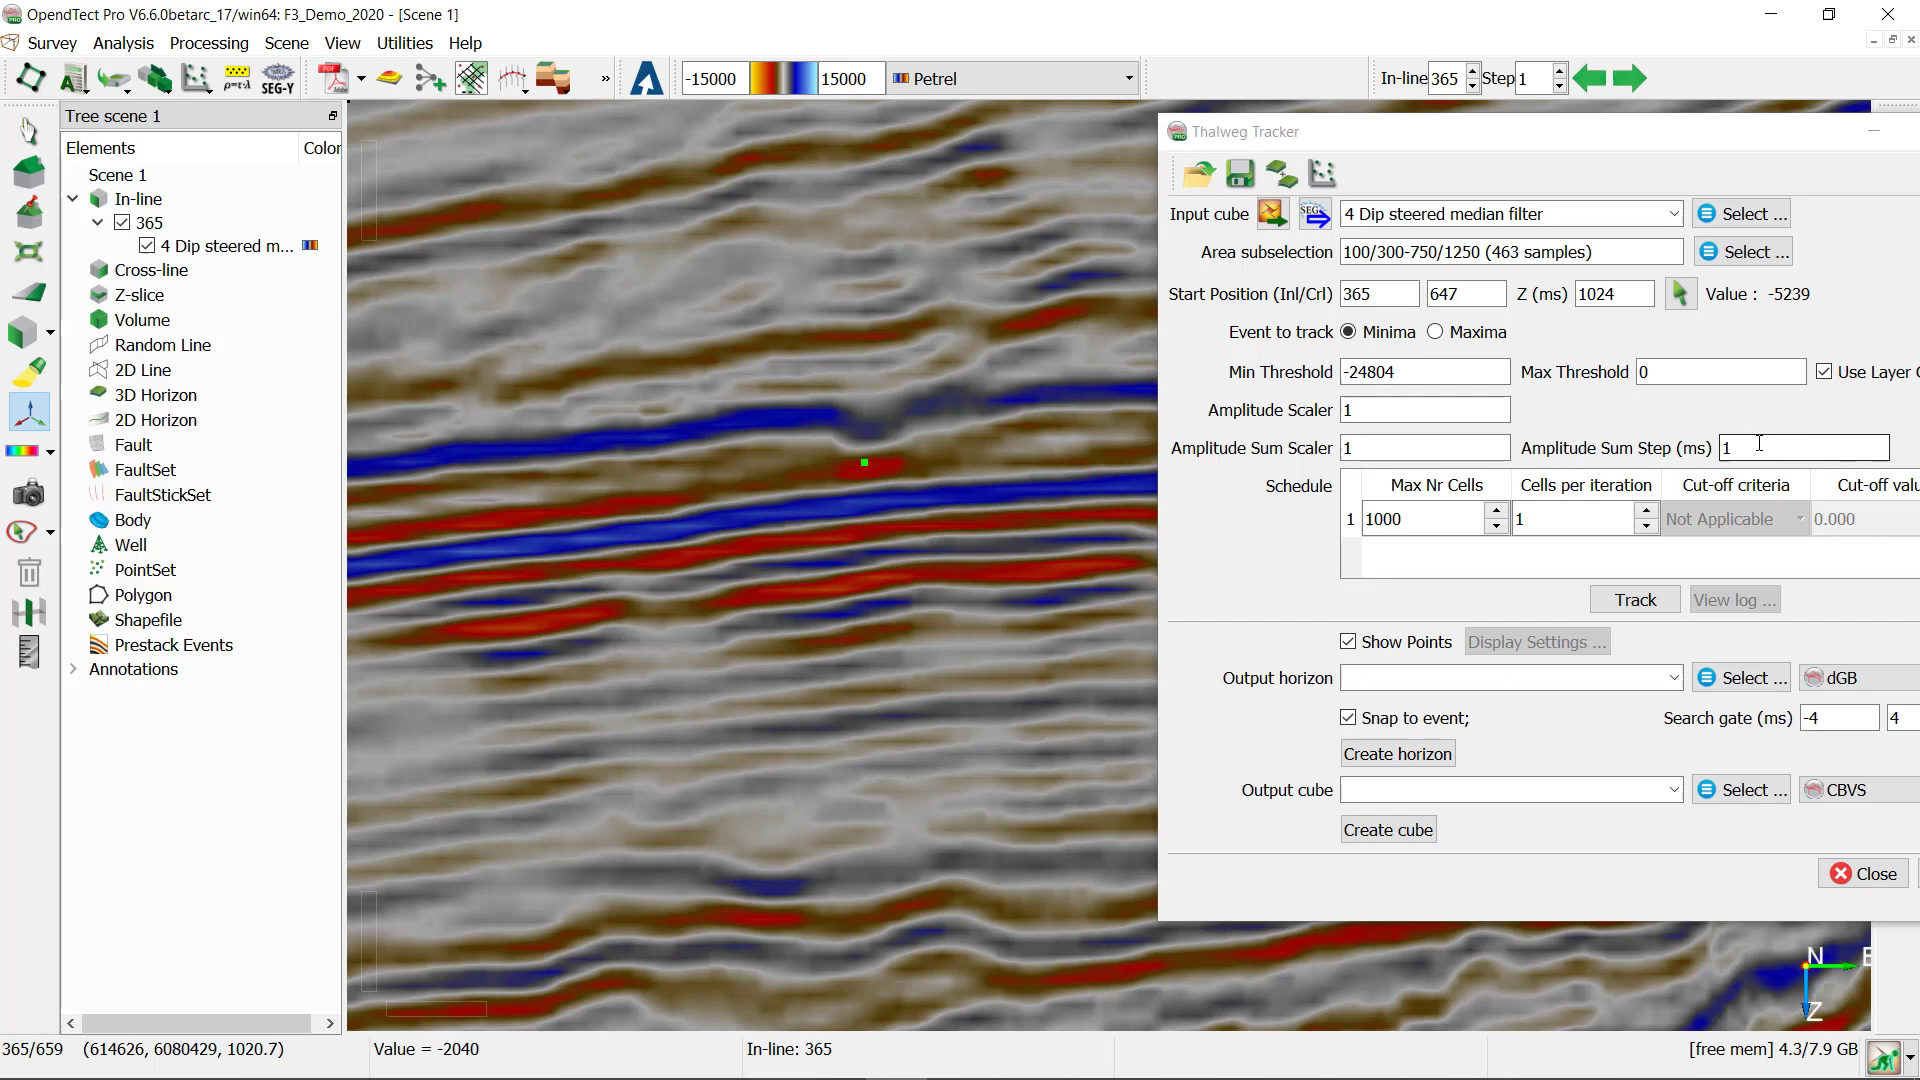 OpendTect Pro V6.6.0betarc_17/win64: F3_Demo_2020 - [Scene 1]
Survey Analysis Processing Scene View Utilities Help
PDF ρ=τ.λ SEG-Y » -15000 15000 Petrel In-line 365 Step 1
Tree scene 1
Elements Color
Scene 1
In-line
365
4 Dip steered m...
Cross-line
Z-slice
Volume
Random Line
2D Line
3D Horizon
2D Horizon
Fault
FaultSet
FaultStickSet
Body
Well
PointSet
Polygon
Shapefile
Prestack Events
Annotations
Thalweg Tracker
Input cube SEG 4 Dip steered median filter Select ...
Area subselection 100/300-750/1250 (463 samples) Select ...
Start Position (Inl/Crl) 365 647 Z (ms) 1024 Value : -5239
Event to track Minima Maxima
Min Threshold -24804 Max Threshold 0 Use Layer
Amplitude Scaler 1
Amplitude Sum Scaler 1 Amplitude Sum Step (ms) 1
Schedule Max Nr Cells Cells per iteration Cut-off criteria Cut-off valu
1 1000 1 Not Applicable 0.000
Track View log ...
Show Points Display Settings ...
Output horizon Select ... dGB
Snap to event; Search gate (ms) -4 4
Create horizon
Output cube Select ... CBVS
Create cube
Close
N E
Z
365/659 (614626, 6080429, 1020.7) Value = -2040 In-line: 365 [free mem] 4.3/7.9 GB